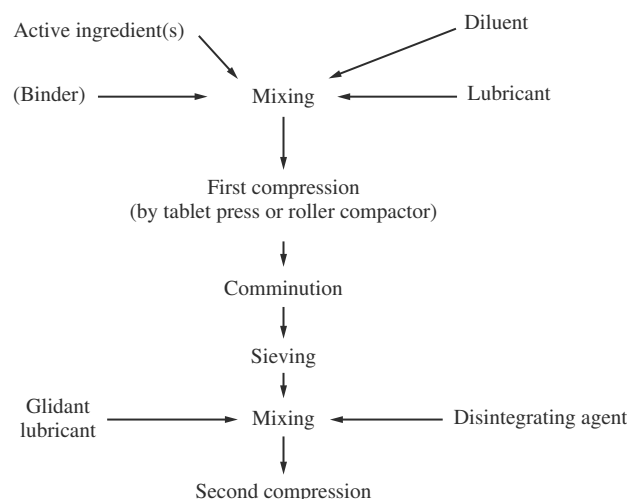 Active ingredient(s)
Diluent
(Binder)
Mixing
Lubricant
First compression
(by tablet press or roller compactor)
Comminution
Sieving
Glidant
lubricant
Mixing
Disintegrating agent
Second compression